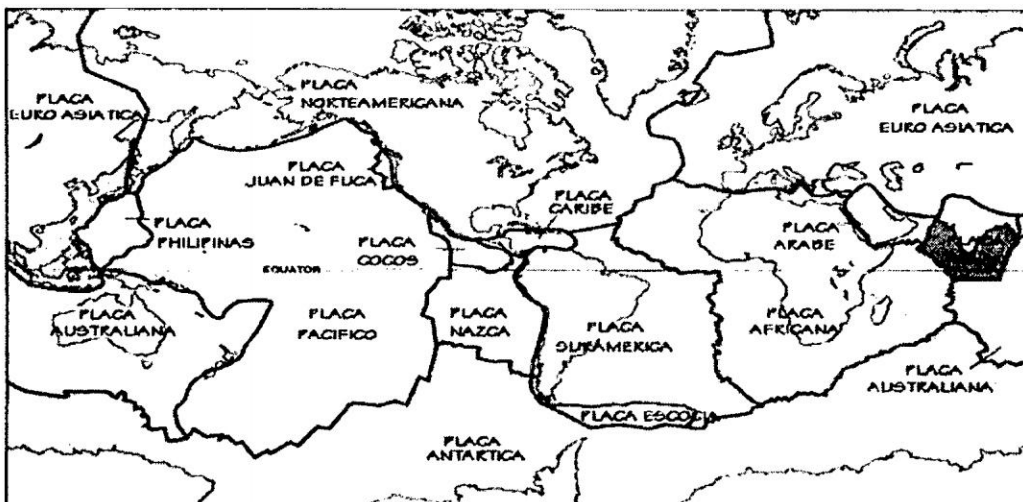 PLACA
EURO ASIATICA
PLACA
NORTEAMERICANA
PLACA
EURO ASIATICA
PLACA
JUAN DE FUCA
PLACA
CARIBE
PLACA
PHILIPINAS
PLACA
COCOS
PLACA
ARABE
EQUATOR
PLACA
AUSTRALIANA
PLACA
PACIFICO
PLACA
NAZCA
PLACA
SURÁMERICA
PLACA
AFRICANA
PLACA
AUSTRALIANA
PLACA ESCOCIA
PLACA
ANTARTICA